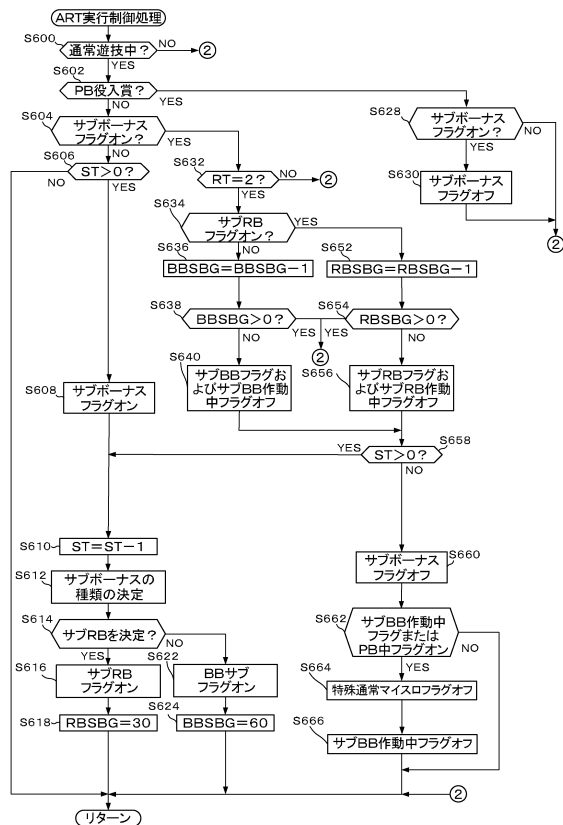 ART実行制御処理
S600
通常遊技中？
NO
②
YES
S602
PB役入賞？
NO
YES
S604
サブボーナス
フラグオン？
YES
NO
S606
ST＞0？
NO
YES
S628
サブボーナス
フラグオン？
NO
YES
S630
サブボーナス
フラグオフ
②
S632
RT＝2？
NO
②
YES
S634
サブRB
フラグオン？
YES
NO
S636
BBSBG＝BBSBG－1
S652
RBSBG＝RBSBG－1
S638
BBSBG＞0？
YES
NO
S654
RBSBG＞0？
YES
NO
②
S640
サブBBフラグお
よびサブBB作動
中フラグオフ
S656
サブRBフラグお
よびサブRB作動
中フラグオフ
S608
サブボーナス
フラグオン
S658
ST＞0？
YES
NO
S610
ST＝ST－1
S612
サブボーナスの
種類の決定
S614
サブRBを決定？
YES
NO
S616
サブRB
フラグオン
S618
RBSBG＝30
S622
BBサブ
フラグオン
S624
BBSBG＝60
S660
サブボーナス
フラグオフ
S662
サブBB作動中
フラグまたは
PB中フラグオン
NO
YES
S664
特殊通常マイスロフラグオフ
S666
サブBB作動中フラグオフ
②
リターン